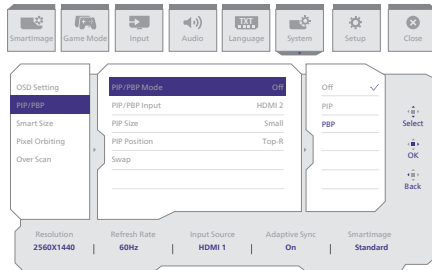 SmartImage
Game Mode
Input
Audio
TXT
Language
System
Setup
Close
OSD Setting
PIP/PBP
Smart Size
Pixel Orbiting
Over Scan
PIP/PBP Mode Off
PIP/PBP Input HDMI 2
PIP Size Small
PIP Position Top-R
Swap
Off
PIP
PBP
Select
OK
Back
Resolution Refresh Rate Input Source Adaptive Sync SmartImage
2560X1440 | 60Hz | HDMI 1 | On | Standard